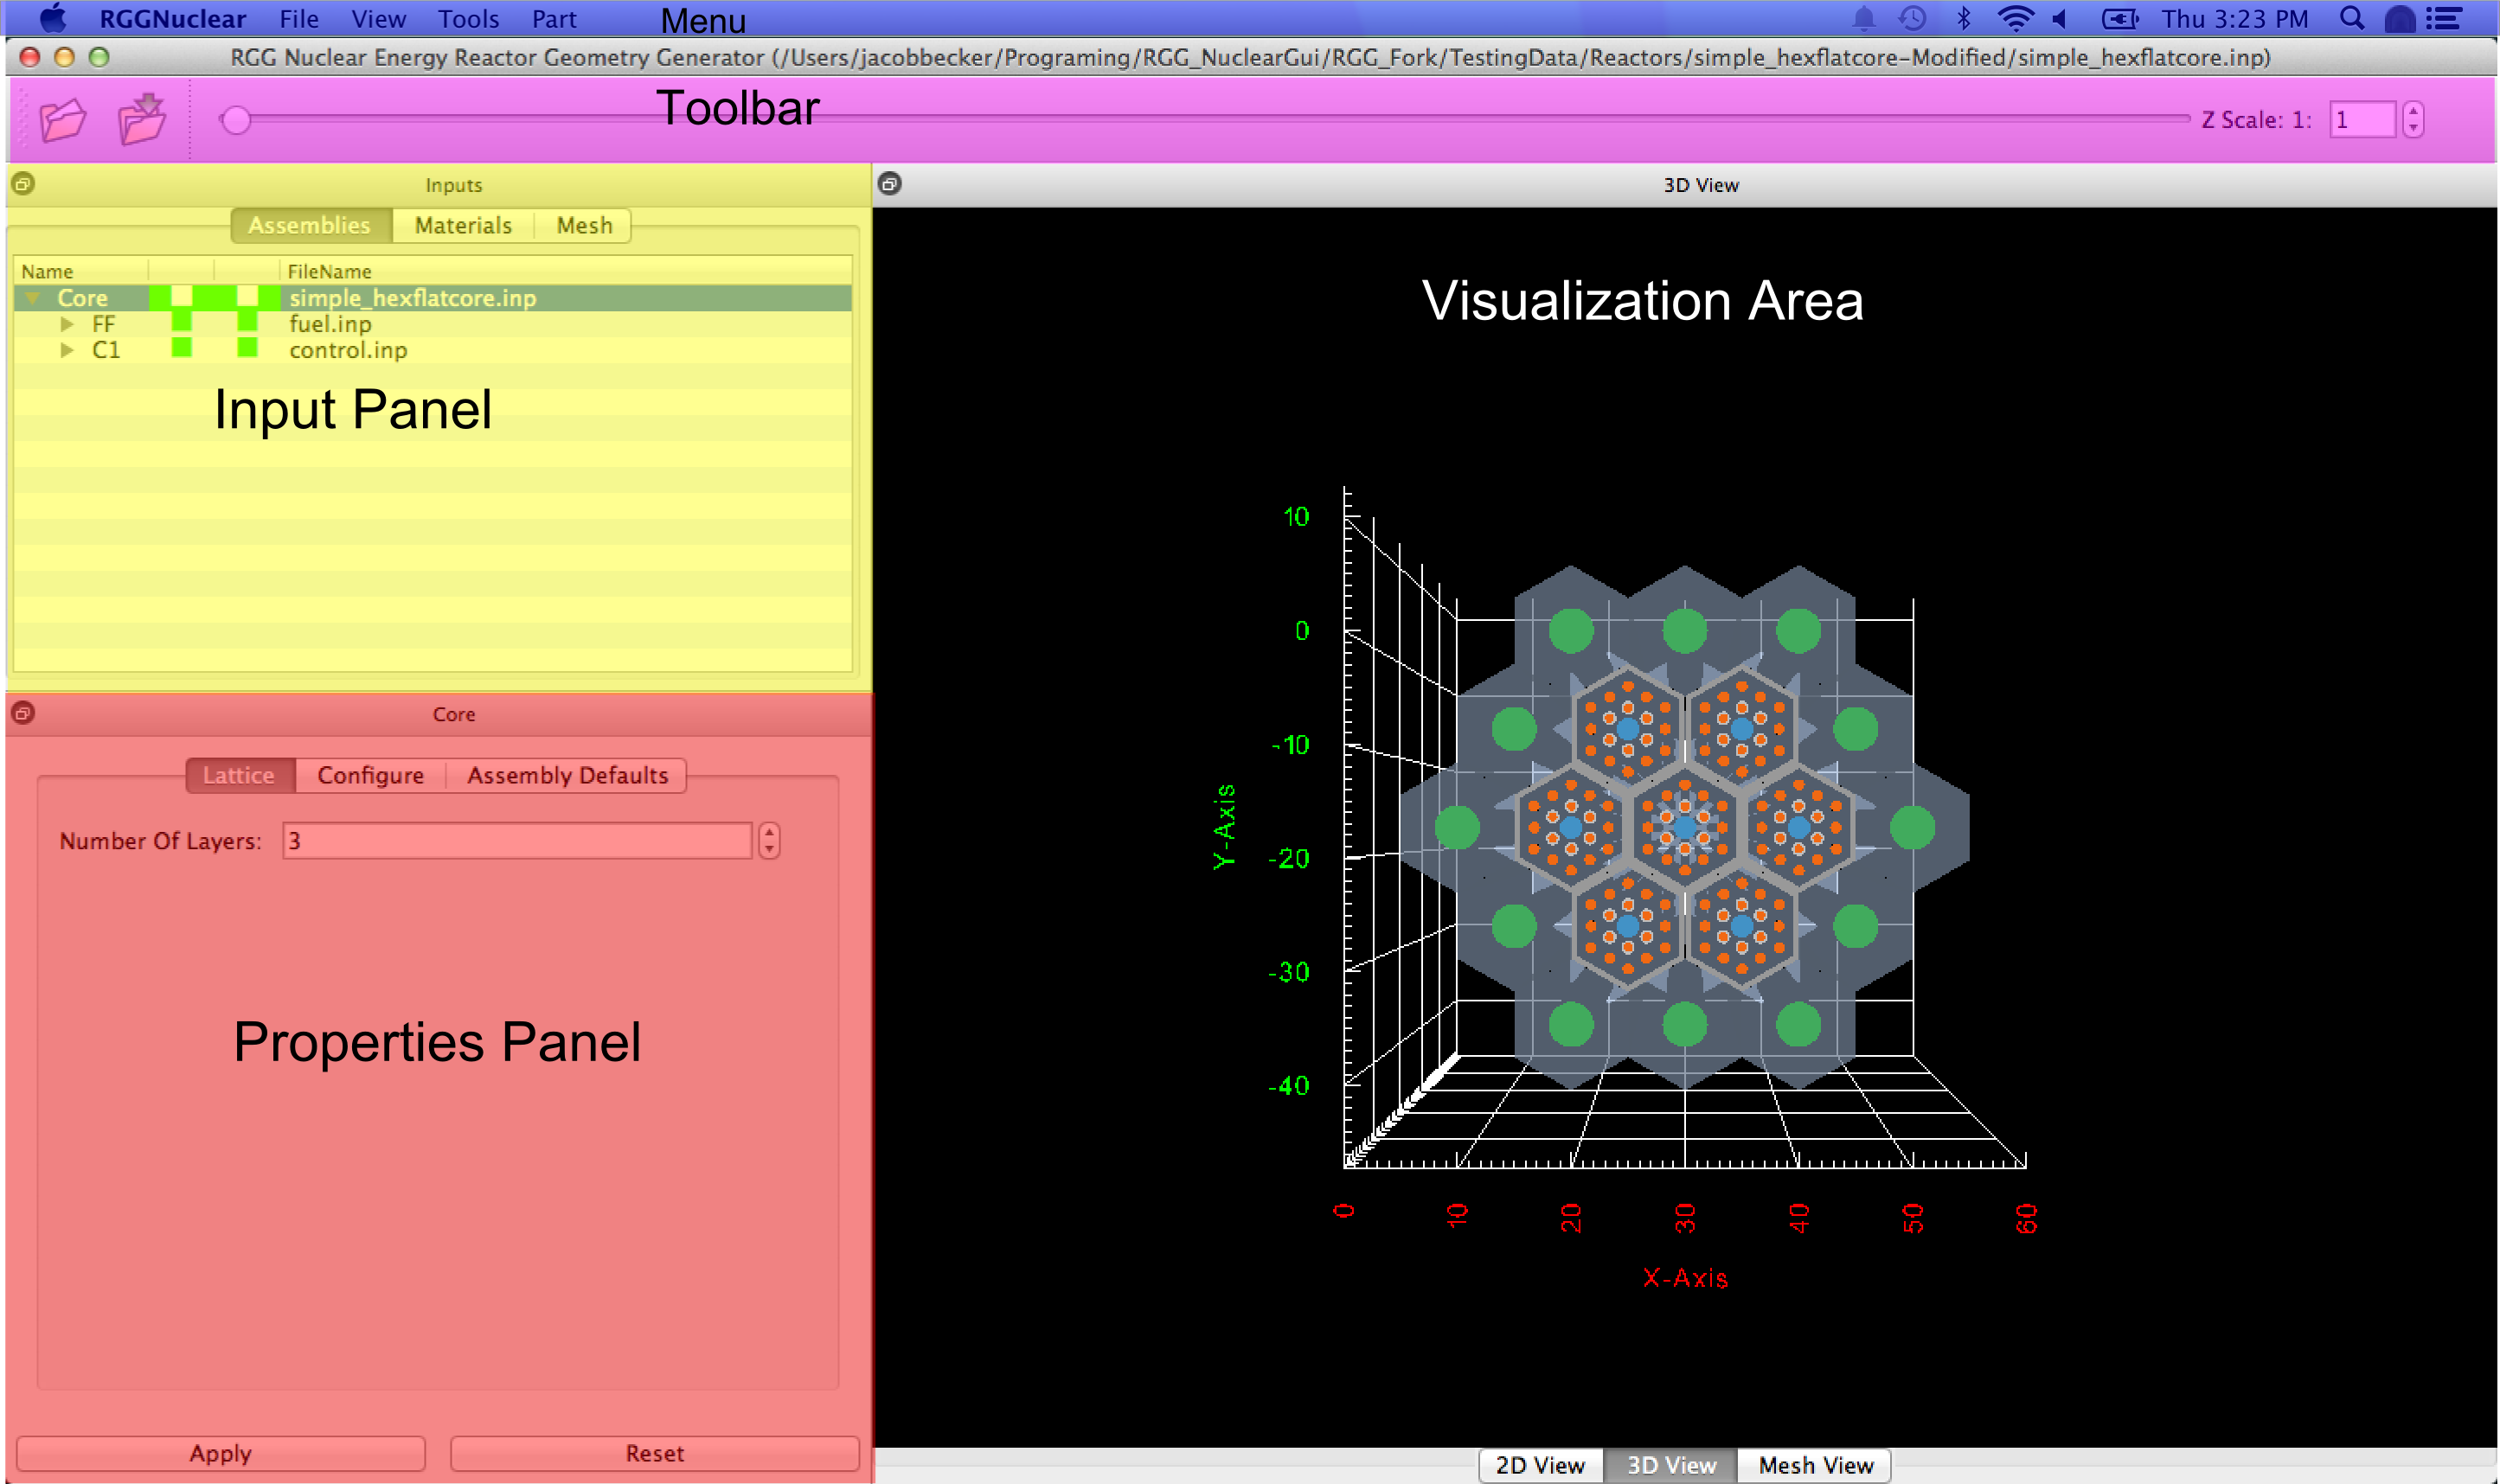 RGGNuclear File View Tools Part Menu Thu 3:23 PM
RGG Nuclear Energy Reactor Geometry Generator (/Users/jacobbecker/Programing/RGG_NuclearGui/RGG_Fork/TestingData/Reactors/simple_hexflatcore-Modified/simple_hexflatcore.inp)
Toolbar
Z Scale: 1: 1
Inputs
Assemblies Materials Mesh
Name FileName
Core simple_hexflatcore.inp
FF fuel.inp
C1 control.inp
Input Panel
Core
Lattice Configure Assembly Defaults
Number Of Layers: 3
Properties Panel
Apply Reset
3D View
Visualization Area
10
0
-10
-20
-30
-40
Y-Axis
0 10 20 30 40 50 60
X-Axis
2D View 3D View Mesh View